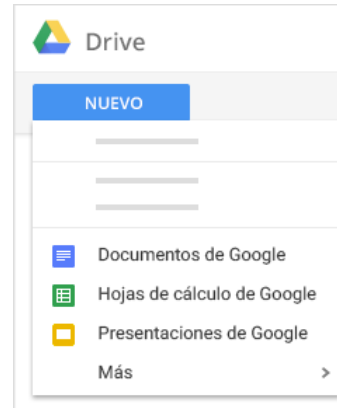 Drive
NUEVO
Documentos de Google
Hojas de cálculo de Google
Presentaciones de Google
Más